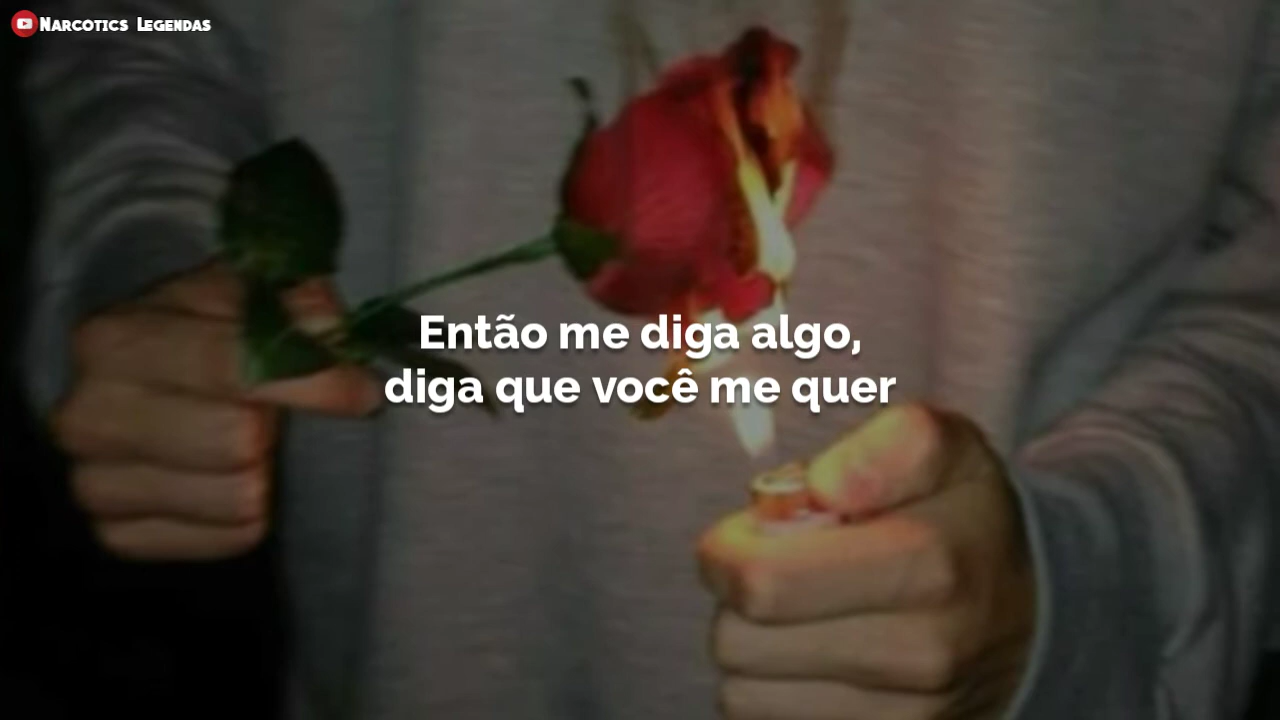 Narcotics Legendas
Então me diga algo,
diga que você me quer